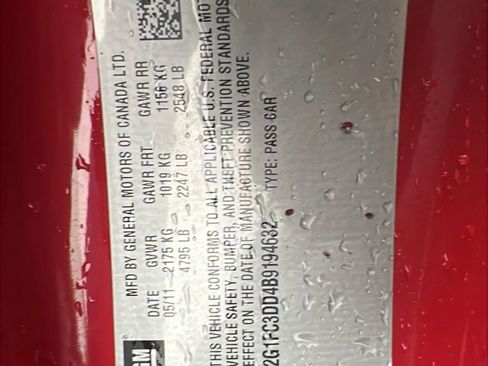 GM
MFD BY GENERAL MOTORS OF CANADA LTD.
DATE GVWR GAWR FRT GAWR RR
05/11 2175 KG 1019 KG 1156 KG
4795 LB 2247 LB 2548 LB
THIS VEHICLE CONFORMS TO ALL APPLICABLE U.S. FEDERAL MOT
VEHICLE SAFETY, BUMPER, AND THEFT PREVENTION STANDARDS
EFFECT ON THE DATE OF MANUFACTURE SHOWN ABOVE.
2G1FC3DD4B9194632 TYPE: PASS CAR